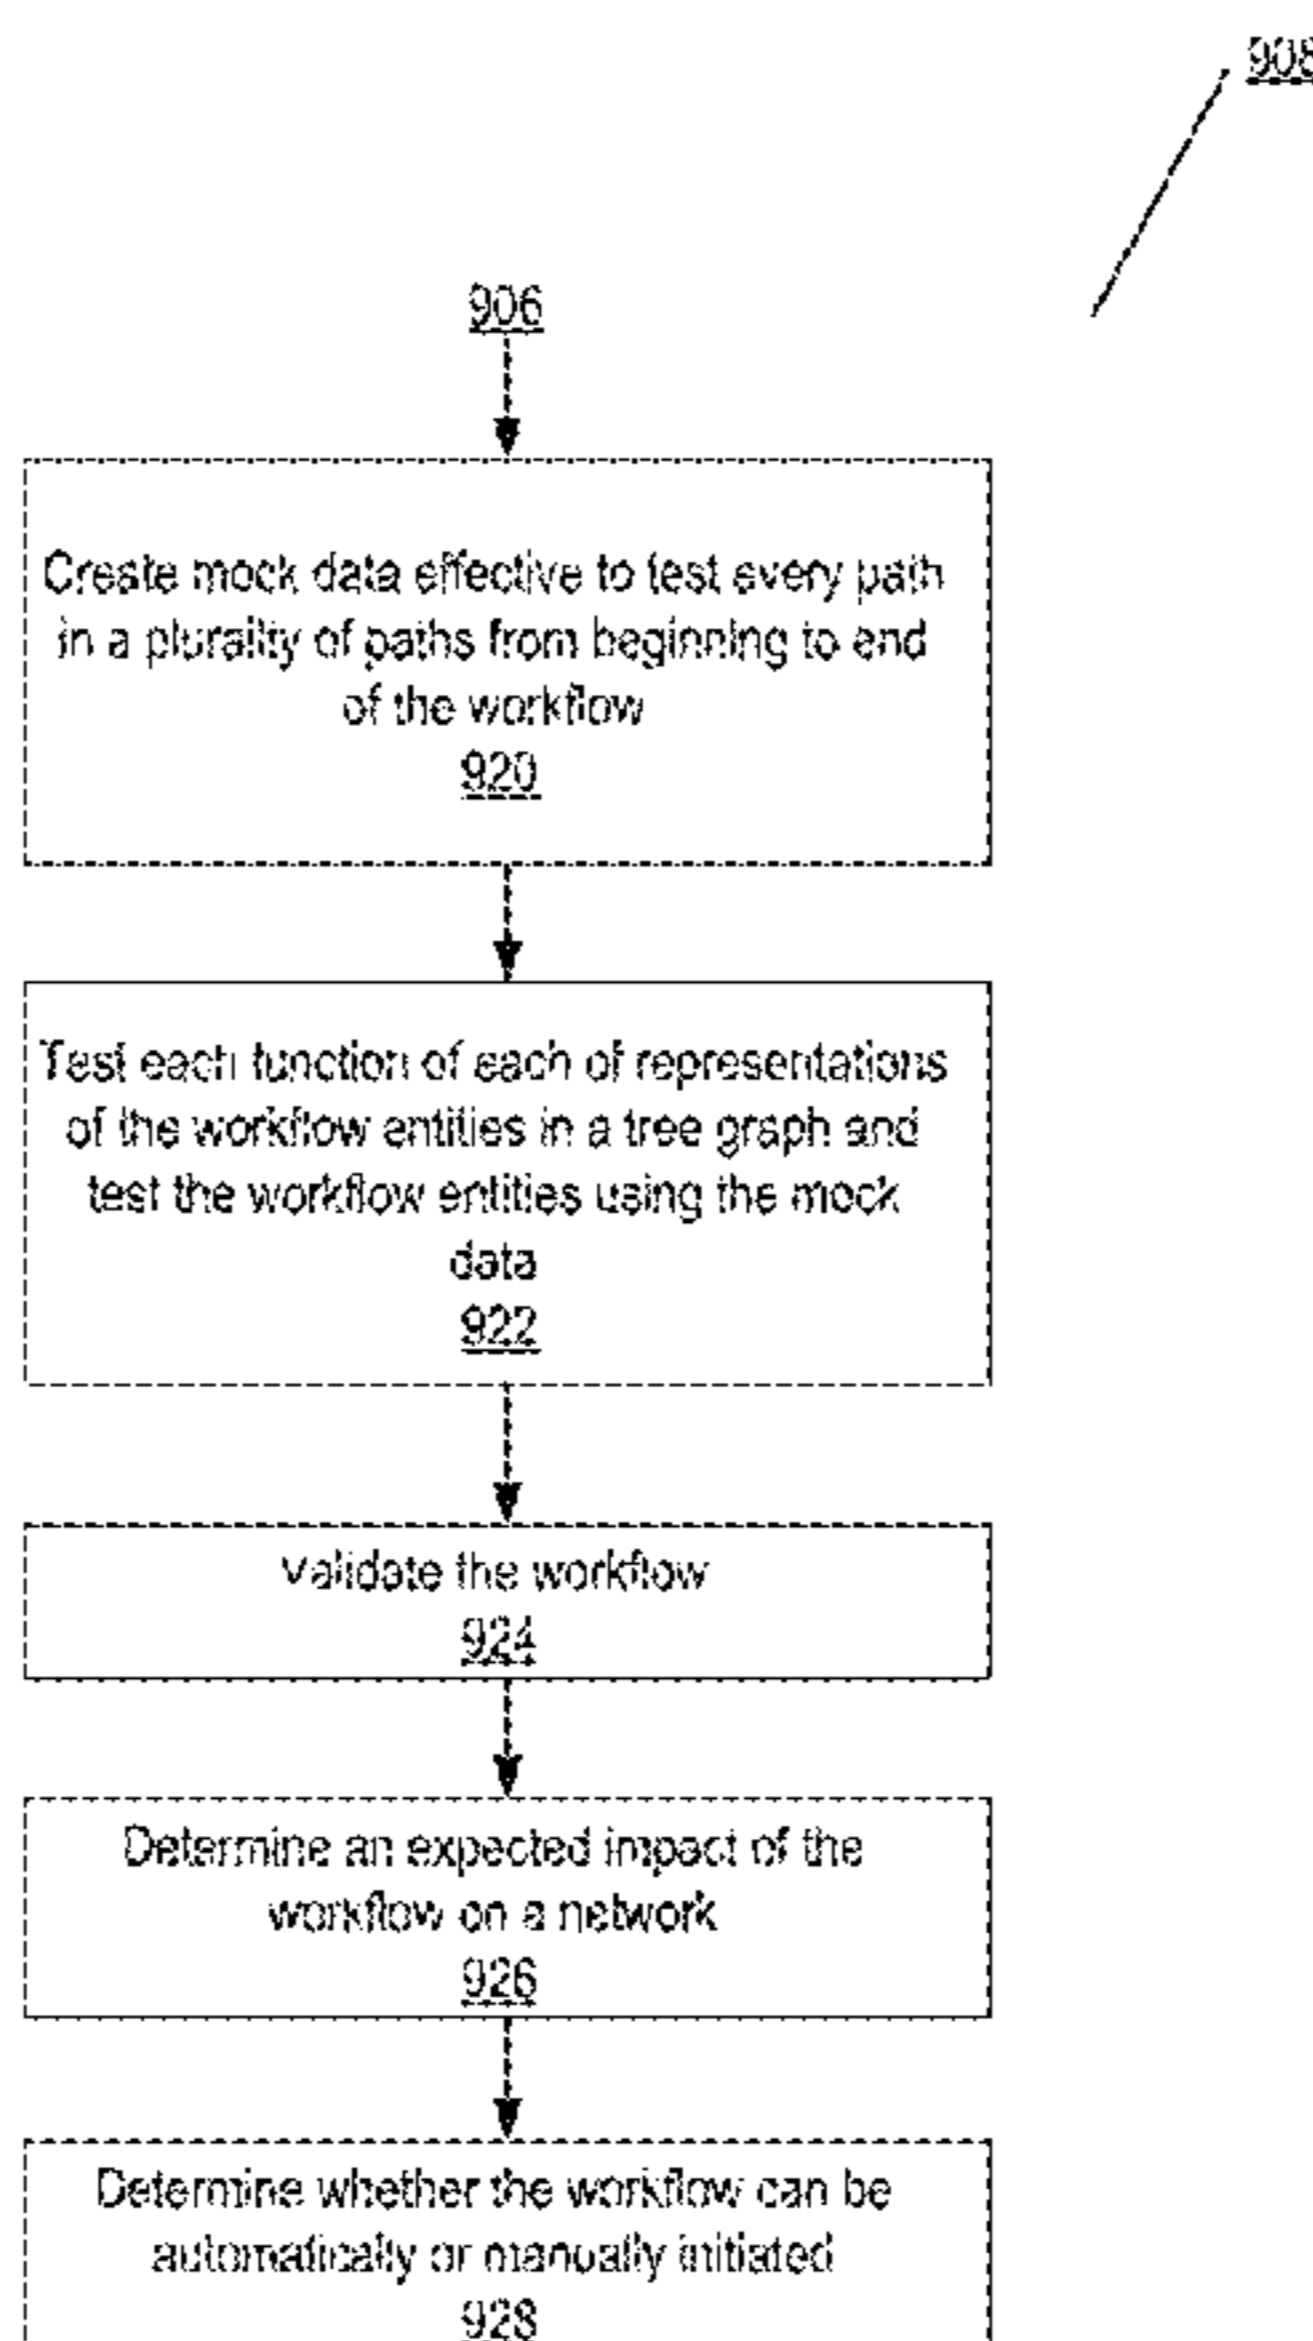 908
906
Create mock data effective to test every path
in a plurality of paths from beginning to end
of the workflow
920
Test each function of each of representations
of the workflow entities in a tree graph and
test the workflow entities using the mock
data
922
Validate the workflow
924
Determine an expected impact of the
workflow on a network
926
Determine whether the workflow can be
automatically or manually initiated
928